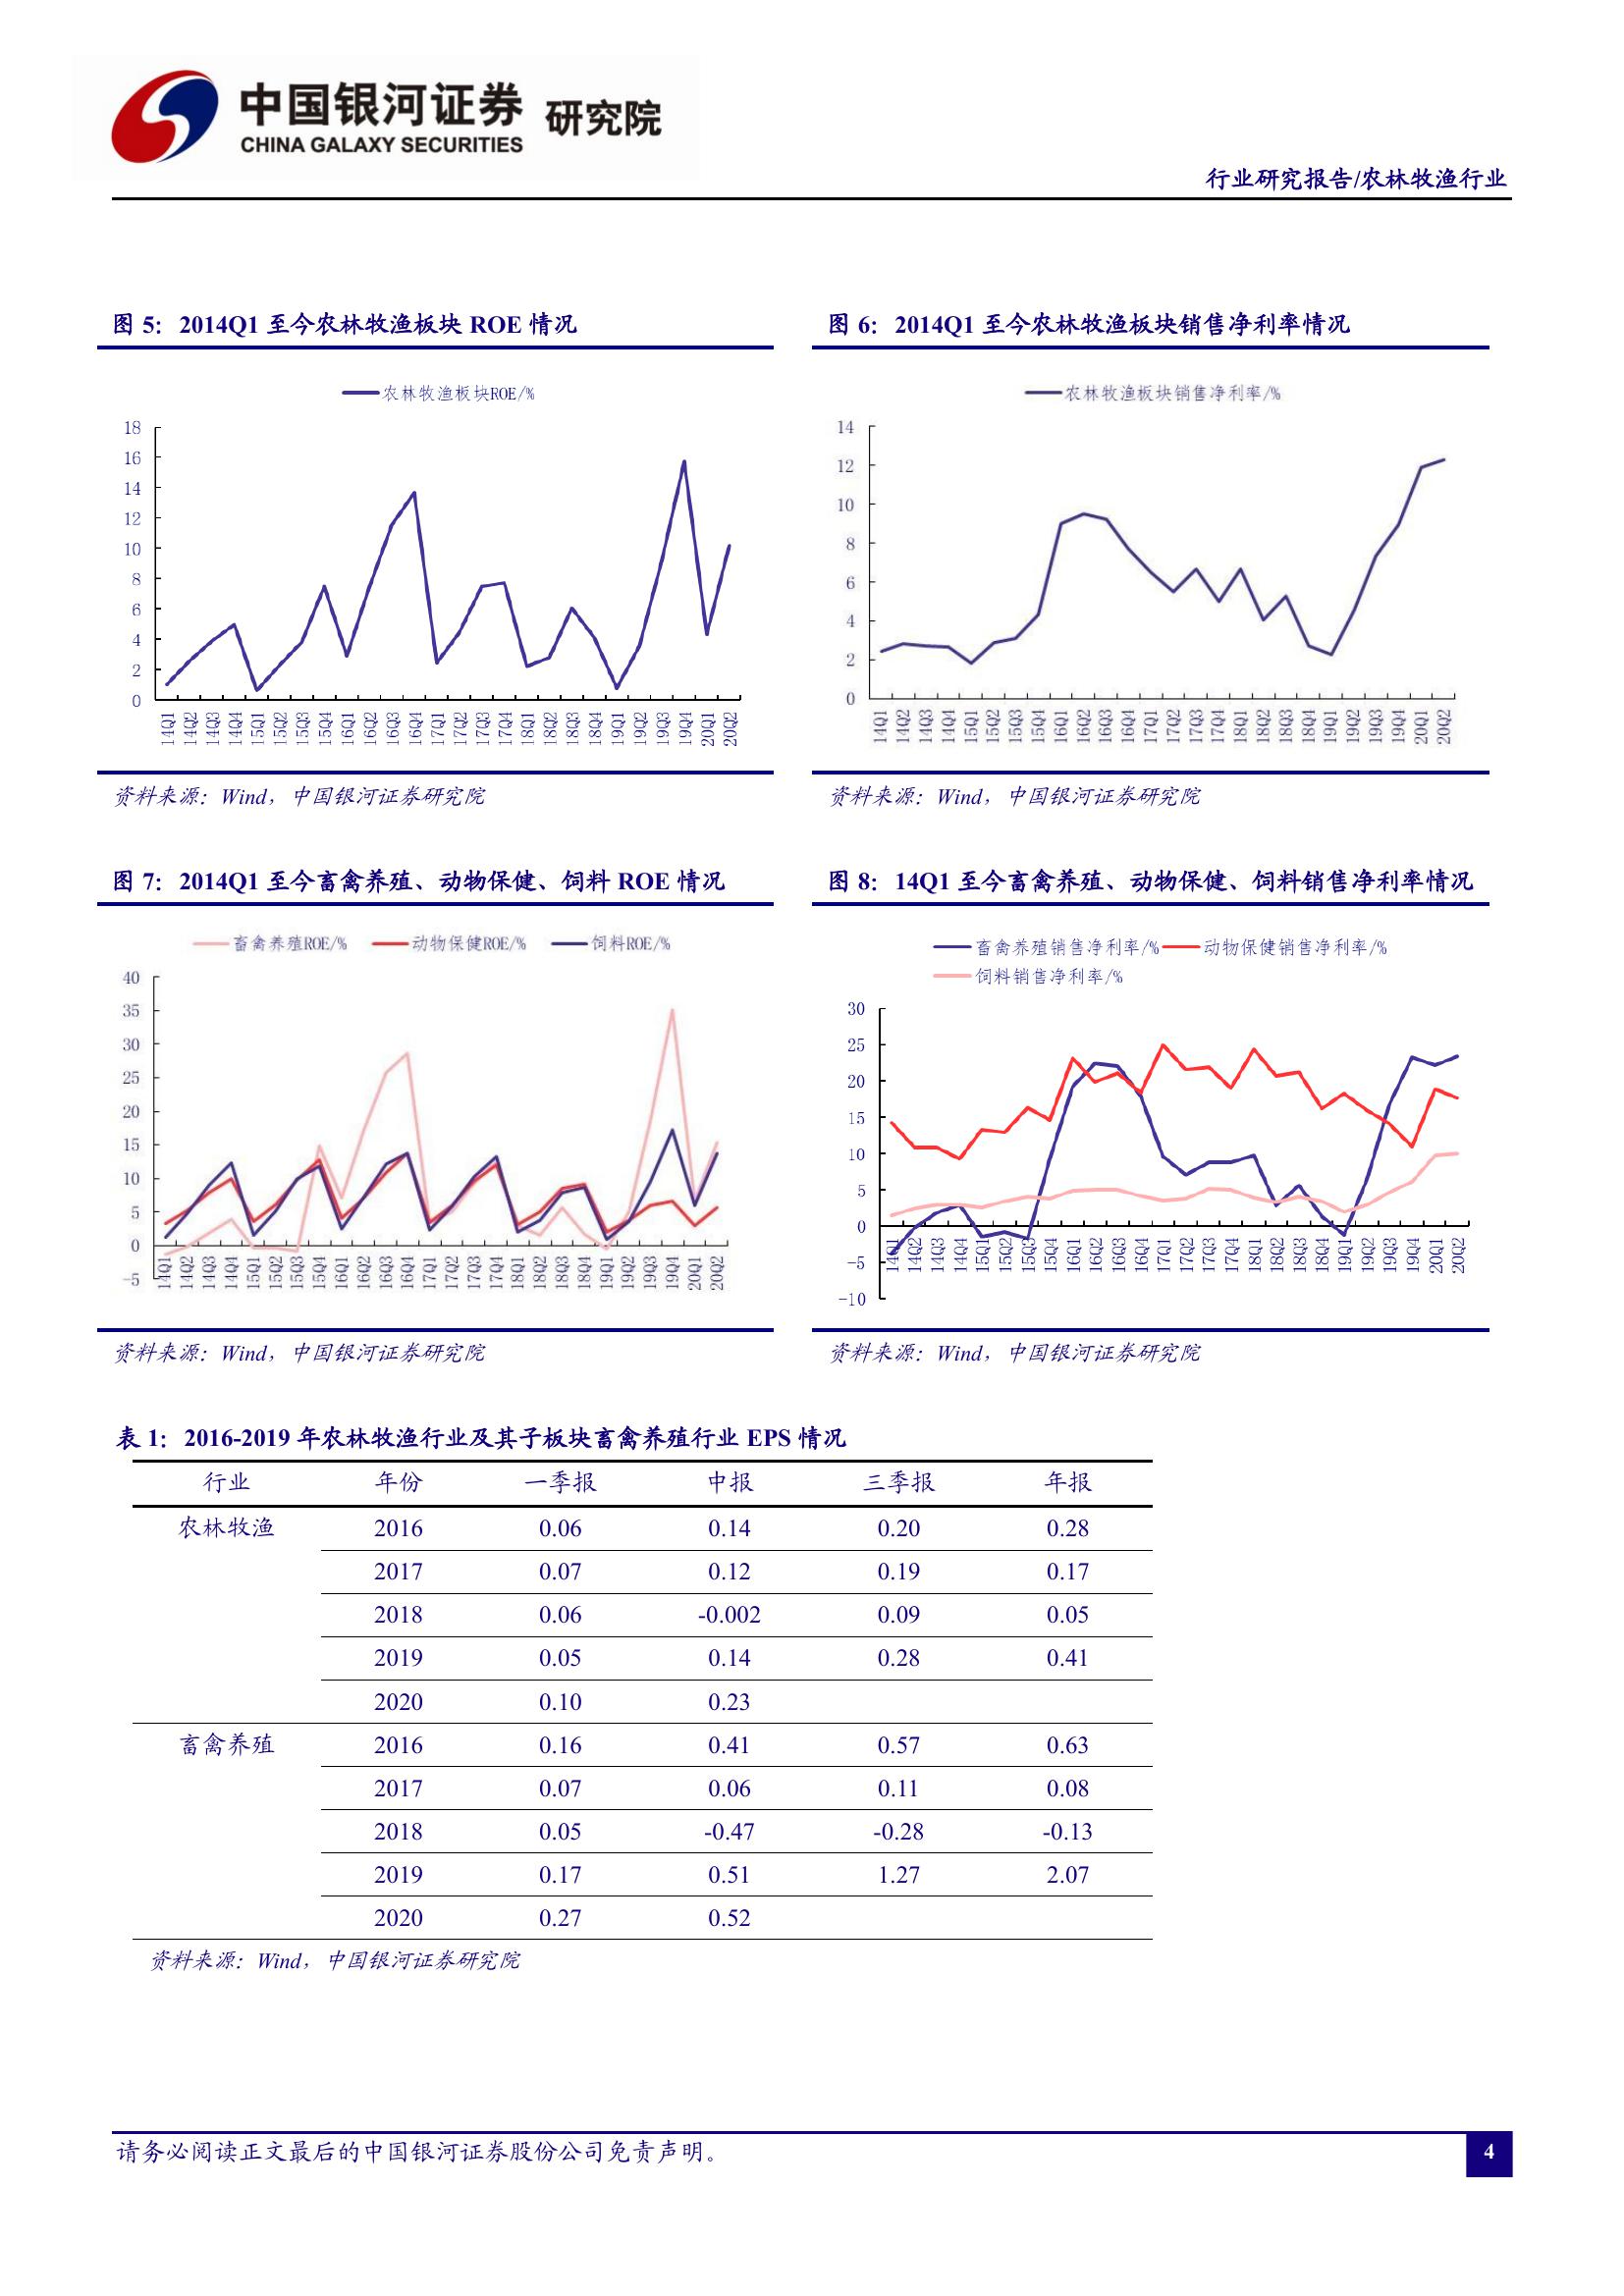 中国银河证券 研究院
CHINA GALAXY SECURITIES
行业研究报告/农林牧渔行业
图 5：2014Q1 至今农林牧渔板块 ROE 情况
农林牧渔板块ROE/%
18
16
14
12
10
8
6
4
2
0
14Q1 14Q2 14Q3 14Q4 15Q1 15Q2 15Q3 15Q4 16Q1 16Q2 16Q3 16Q4 17Q1 17Q2 17Q3 17Q4 18Q1 18Q2 18Q3 18Q4 19Q1 19Q2 19Q3 19Q4 20Q1 20Q2
资料来源：Wind，中国银河证券研究院
图 6：2014Q1 至今农林牧渔板块销售净利率情况
农林牧渔板块销售净利率/%
14
12
10
8
6
4
2
0
14Q1 14Q2 14Q3 14Q4 15Q1 15Q2 15Q3 15Q4 16Q1 16Q2 16Q3 16Q4 17Q1 17Q2 17Q3 17Q4 18Q1 18Q2 18Q3 18Q4 19Q1 19Q2 19Q3 19Q4 20Q1 20Q2
资料来源：Wind，中国银河证券研究院
图 7：2014Q1 至今畜禽养殖、动物保健、饲料 ROE 情况
畜禽养殖ROE/% 动物保健ROE/% 饲料ROE/%
40
35
30
25
20
15
10
5
0
-5
14Q1 14Q2 14Q3 14Q4 15Q1 15Q2 15Q3 15Q4 16Q1 16Q2 16Q3 16Q4 17Q1 17Q2 17Q3 17Q4 18Q1 18Q2 18Q3 18Q4 19Q1 19Q2 19Q3 19Q4 20Q1 20Q2
资料来源：Wind，中国银河证券研究院
图 8：14Q1 至今畜禽养殖、动物保健、饲料销售净利率情况
畜禽养殖销售净利率/% 动物保健销售净利率/%
饲料销售净利率/%
30
25
20
15
10
5
0
-5
-10
14Q1 14Q2 14Q3 14Q4 15Q1 15Q2 15Q3 15Q4 16Q1 16Q2 16Q3 16Q4 17Q1 17Q2 17Q3 17Q4 18Q1 18Q2 18Q3 18Q4 19Q1 19Q2 19Q3 19Q4 20Q1 20Q2
资料来源：Wind，中国银河证券研究院
表 1：2016-2019 年农林牧渔行业及其子板块畜禽养殖行业 EPS 情况
行业 年份 一季报 中报 三季报 年报
农林牧渔 2016 0.06 0.14 0.20 0.28
2017 0.07 0.12 0.19 0.17
2018 0.06 -0.002 0.09 0.05
2019 0.05 0.14 0.28 0.41
2020 0.10 0.23
畜禽养殖 2016 0.16 0.41 0.57 0.63
2017 0.07 0.06 0.11 0.08
2018 0.05 -0.47 -0.28 -0.13
2019 0.17 0.51 1.27 2.07
2020 0.27 0.52
资料来源：Wind，中国银河证券研究院
请务必阅读正文最后的中国银河证券股份公司免责声明。
4